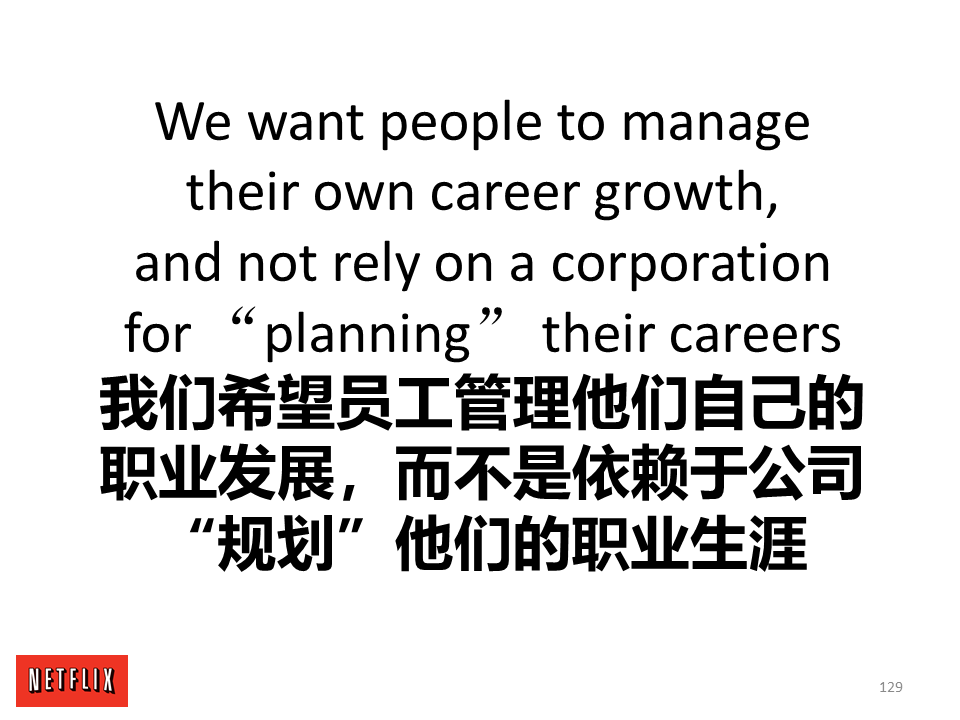 We want people to manage
their own career growth,
and not rely on a corporation
for “planning” their careers
我们希望员工管理他们自己的
职业发展，而不是依赖于公司
“规划”他们的职业生涯
NETFLIX
129